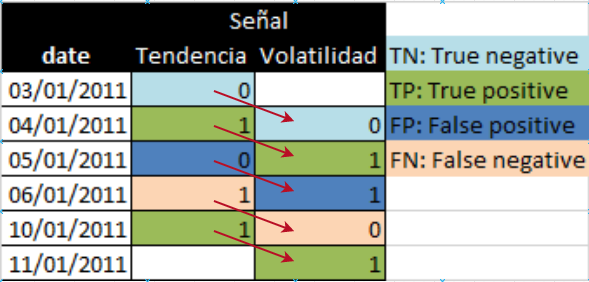 Señal
date Tendencia Volatilidad TN: True negative
03/01/2011 0 TP: True positive
04/01/2011 1 0 FP: False positive
05/01/2011 0 1 FN: False negative
06/01/2011 1 1
10/01/2011 1 0
11/01/2011 1